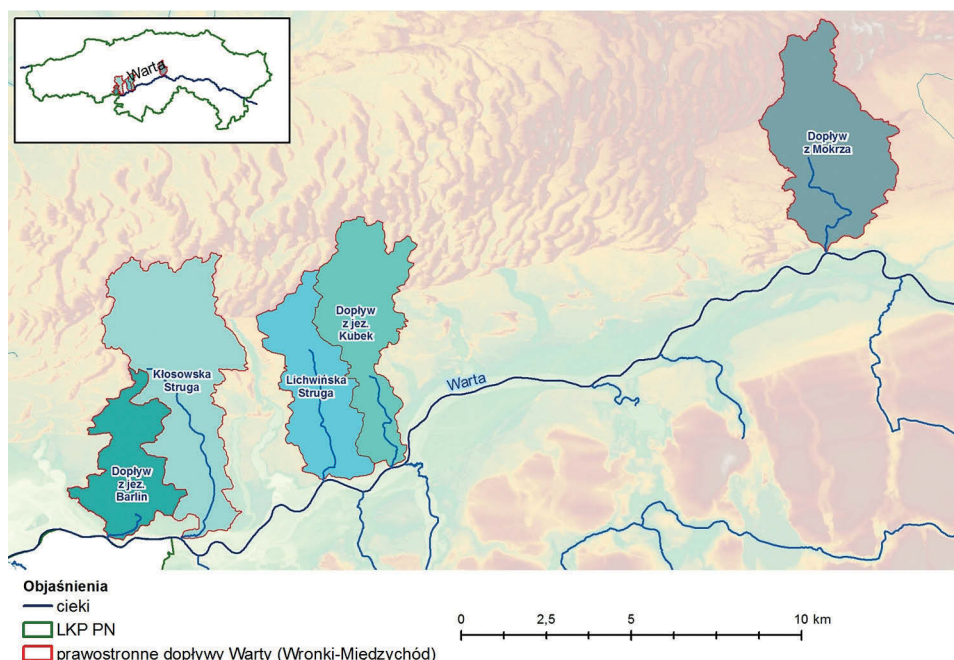 Warta
Dopływ
z Mokrza
Dopływ
z jez.
Kubek
Kłosowska
Struga
Lichwińska
Struga
Warta
Dopływ
z jez.
Barlin
Objaśnienia
cieki
LKP PN
prawostronne dopływy Warty (Wronki-Miedzychód)
0 2,5 5 10 km